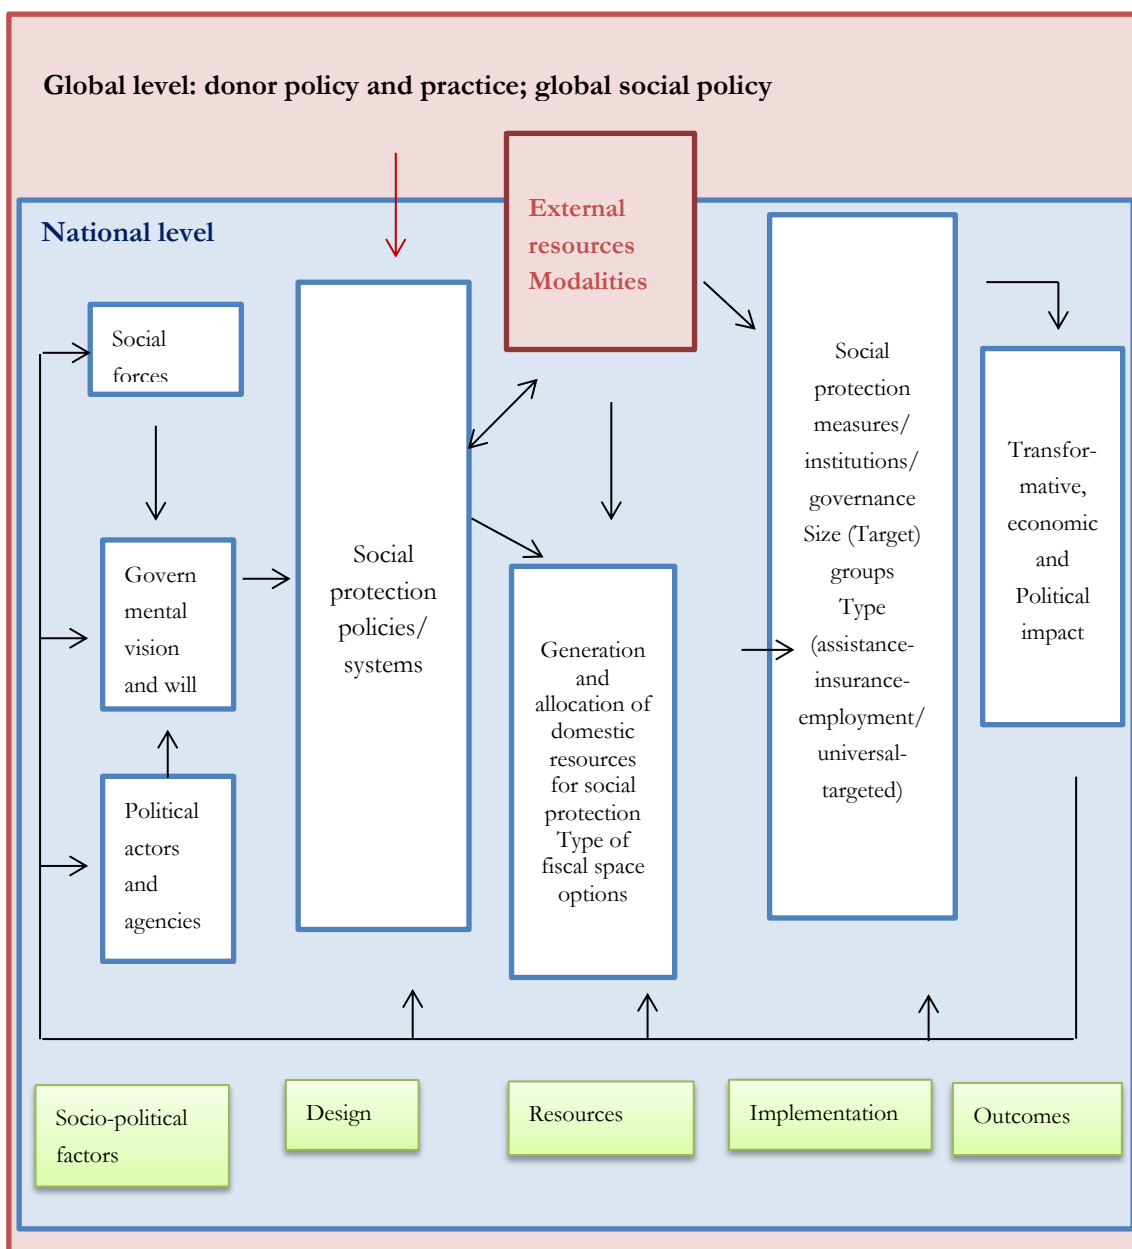 Global level: donor policy and practice; global social policy
External
resources
Modalities
National level
Social
forces
Govern
mental
vision
and will
Political
actors
and
agencies
Social
protection
policies/
systems
Generation
and
allocation of
domestic
resources
for social
protection
Type of
fiscal space
options
Social
protection
measures/
institutions/
governance
Size (Target)
groups
Type
(assistance-
insurance-
employment/
universal-
targeted)
Transfor-
mative,
economic
and
Political
impact
Socio-political
factors
Design
Resources
Implementation
Outcomes